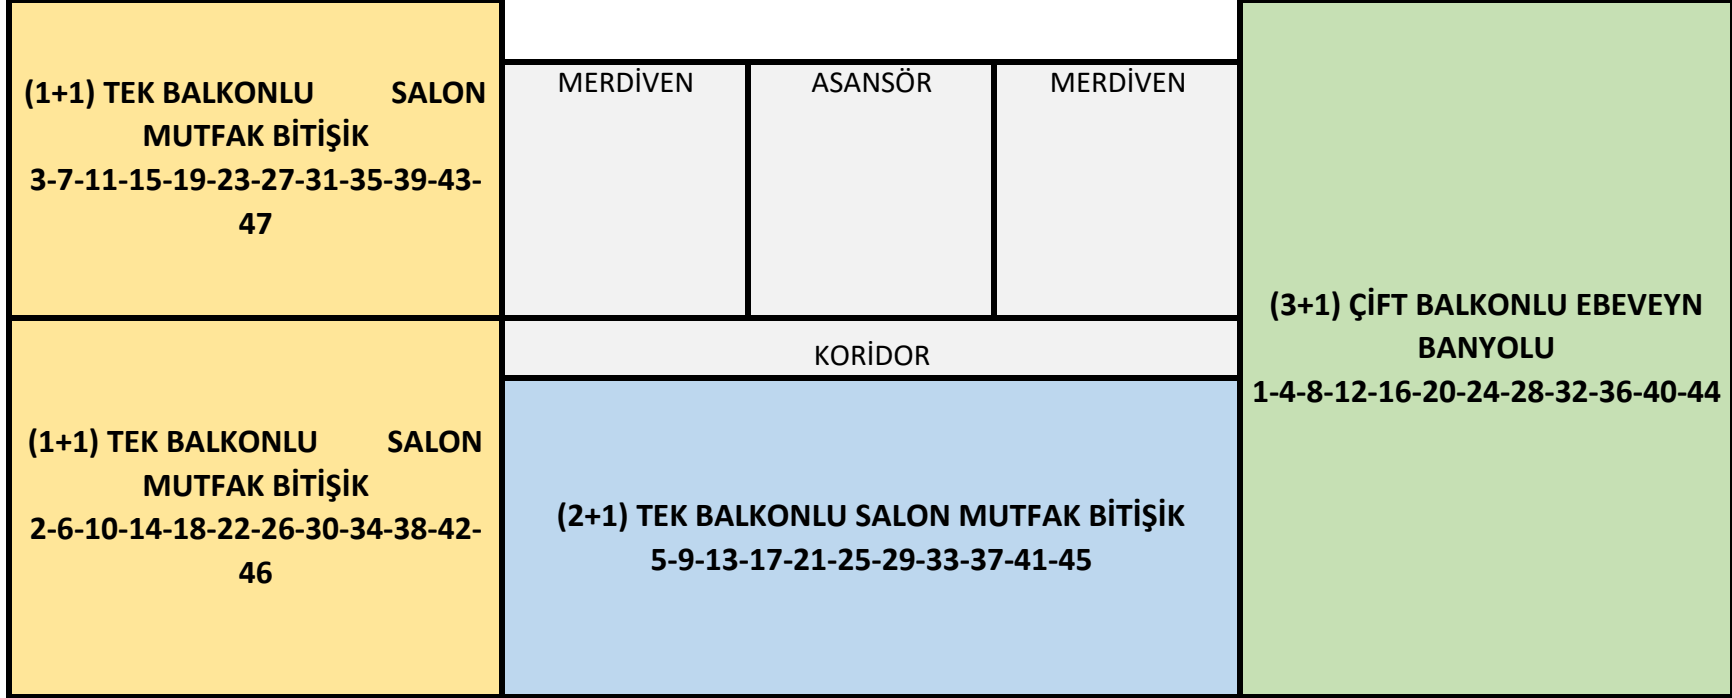 (1+1) TEK BALKONLU SALON
MUTFAK BİTİŞİK
3-7-11-15-19-23-27-31-35-39-43-
47
MERDİVEN
ASANSÖR
MERDİVEN
KORİDOR
(3+1) ÇİFT BALKONLU EBEVEYN
BANYOLU
1-4-8-12-16-20-24-28-32-36-40-44
(1+1) TEK BALKONLU SALON
MUTFAK BİTİŞİK
2-6-10-14-18-22-26-30-34-38-42-
46
(2+1) TEK BALKONLU SALON MUTFAK BİTİŞİK
5-9-13-17-21-25-29-33-37-41-45